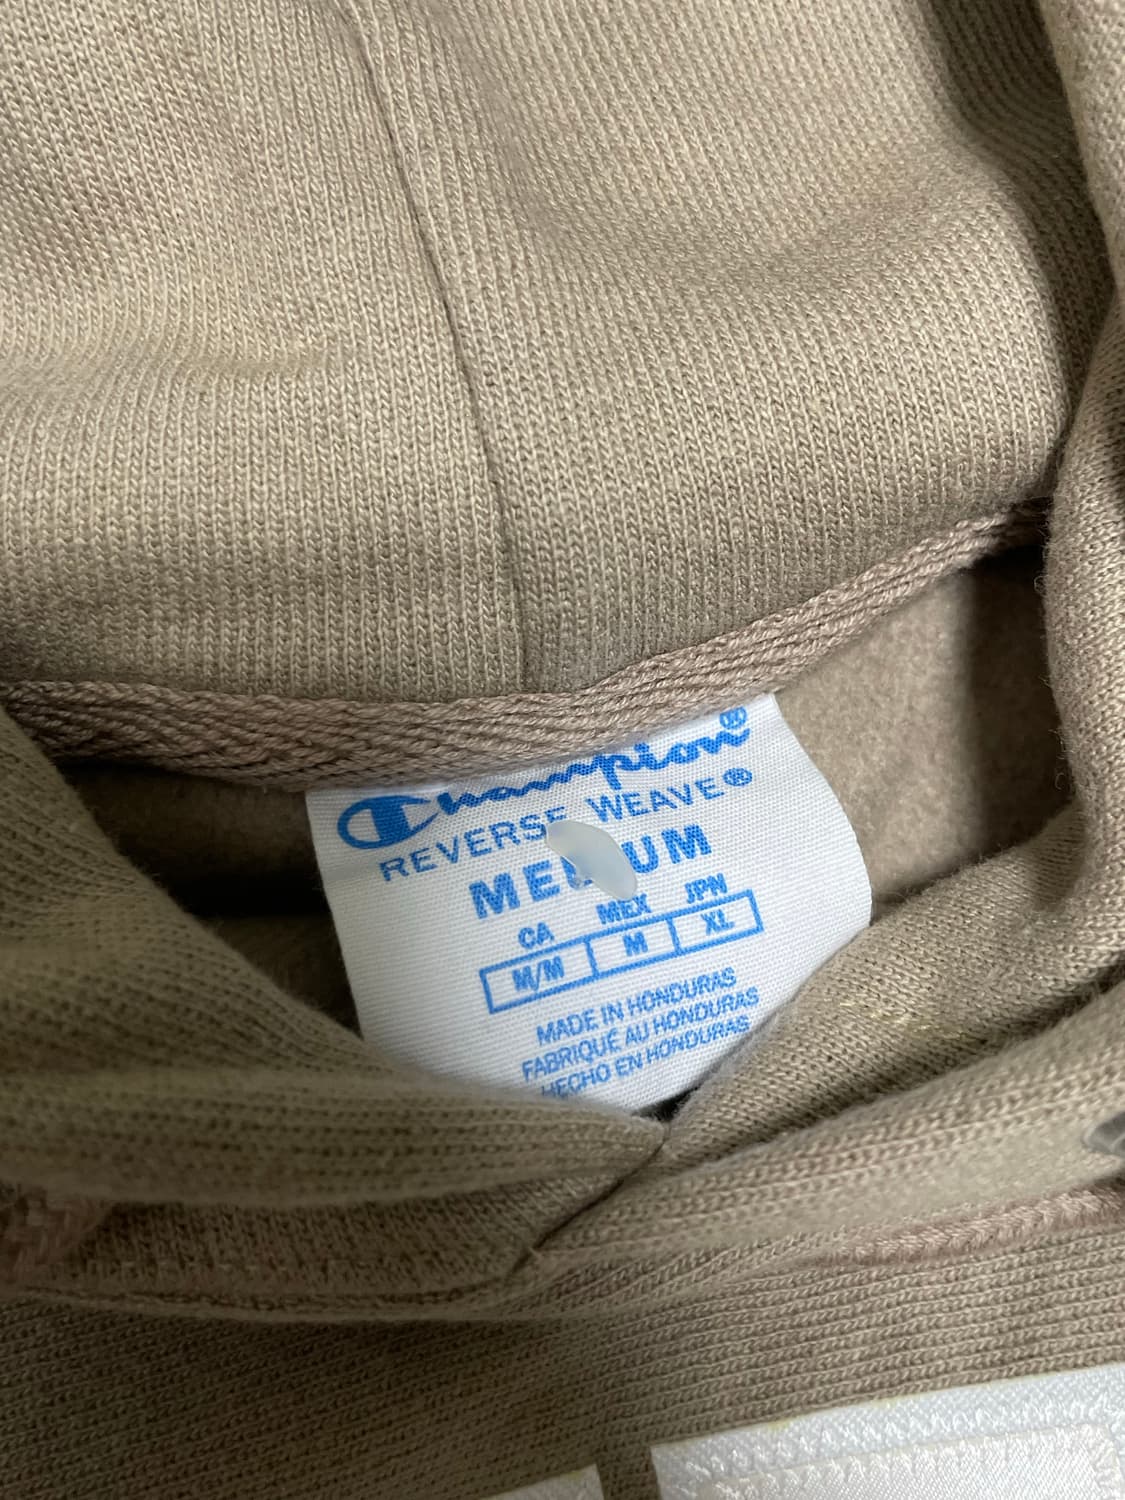 Champion®
REVERSE WEAVE®
MEDIUM
CA MEX JPN
M/M M XL
MADE IN HONDURAS
FABRIQUÉ AU HONDURAS
HECHO EN HONDURAS